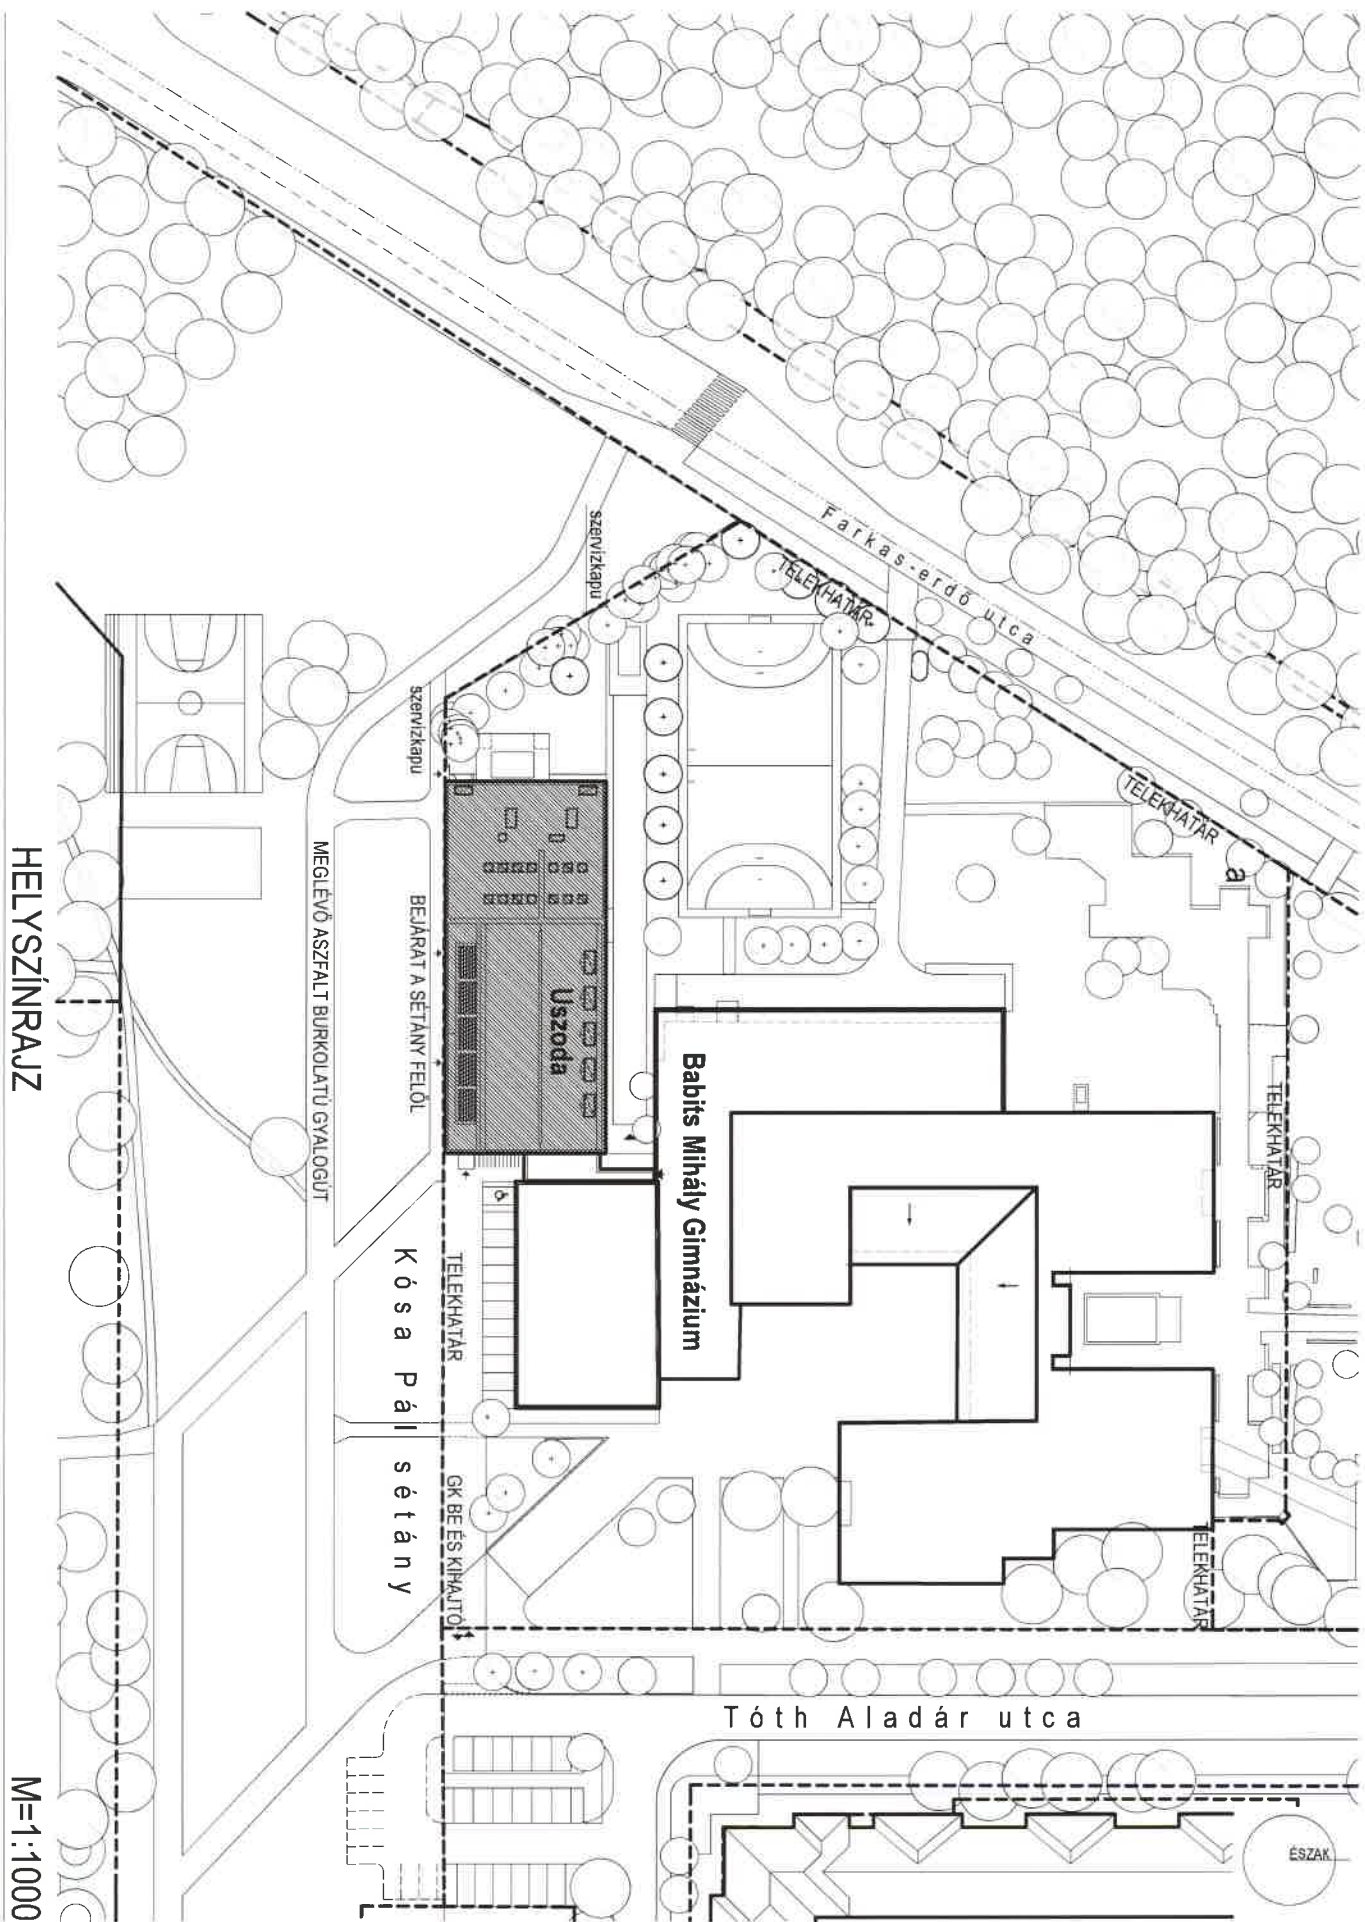 Farkas-erdő utca
szervizkapu
TELEKHATÁR
szervizkapu
TELEKHATÁR
a
MEGLÉVŐ ASZFALT BURKOLATÚ GYALOGÚT
BEJÁRAT A SÉTÁNY FELŐL
Uszoda
Babits Mihály Gimnázium
TELEKHATÁR
TELEKHATÁR
Kósa Pál sétány
GK BE ÉS KIHAJTÓ
TELEKHATÁR
Tóth Aladár utca
ÉSZAK
HELYSZÍNRAJZ
M=1:1000